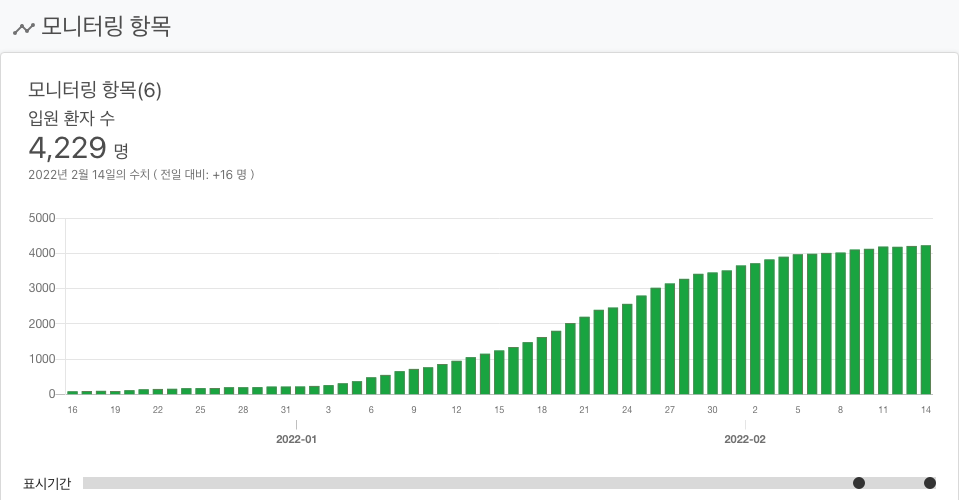 모니터링 항목
모니터링 항목(6)
입원 환자 수
4,229 명
2022년 2월 14일의 수치 ( 전일 대비: +16 명 )
5000
4000
3000
2000
1000
0
16 19 22 25 28 31 3 6 9 12 15 18 21 24 27 30 2 5 8 11 14
2022-01 2022-02
표시기간